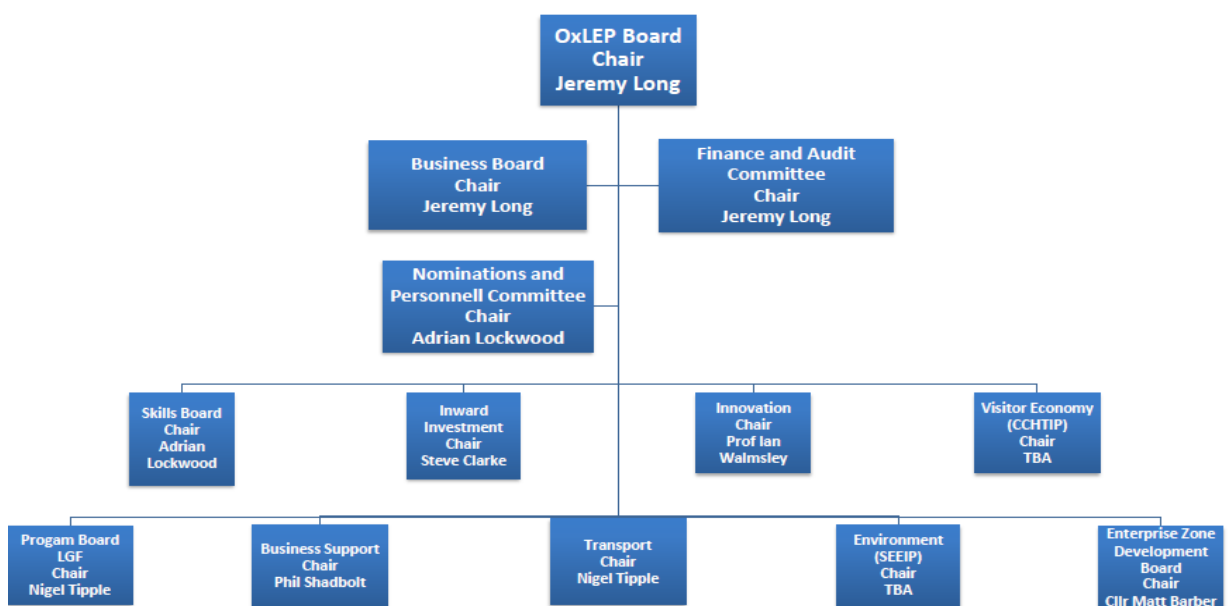 OxLEP Board
Chair
Jeremy Long
Business Board
Chair
Jeremy Long
Finance and Audit
Committee
Chair
Jeremy Long
Nominations and
Personnell Committee
Chair
Adrian Lockwood
Skills Board
Chair
Adrian
Lockwood
Inward
Investment
Chair
Steve Clarke
Innovation
Chair
Prof Ian
Walmsley
Visitor Economy
(CCHTIP)
Chair
TBA
Progam Board
LGF
Chair
Nigel Tipple
Business Support
Chair
Phil Shadbolt
Transport
Chair
Nigel Tipple
Environment
(SEEIP)
Chair
TBA
Enterprise Zone
Development
Board
Chair
Cllr Matt Barber